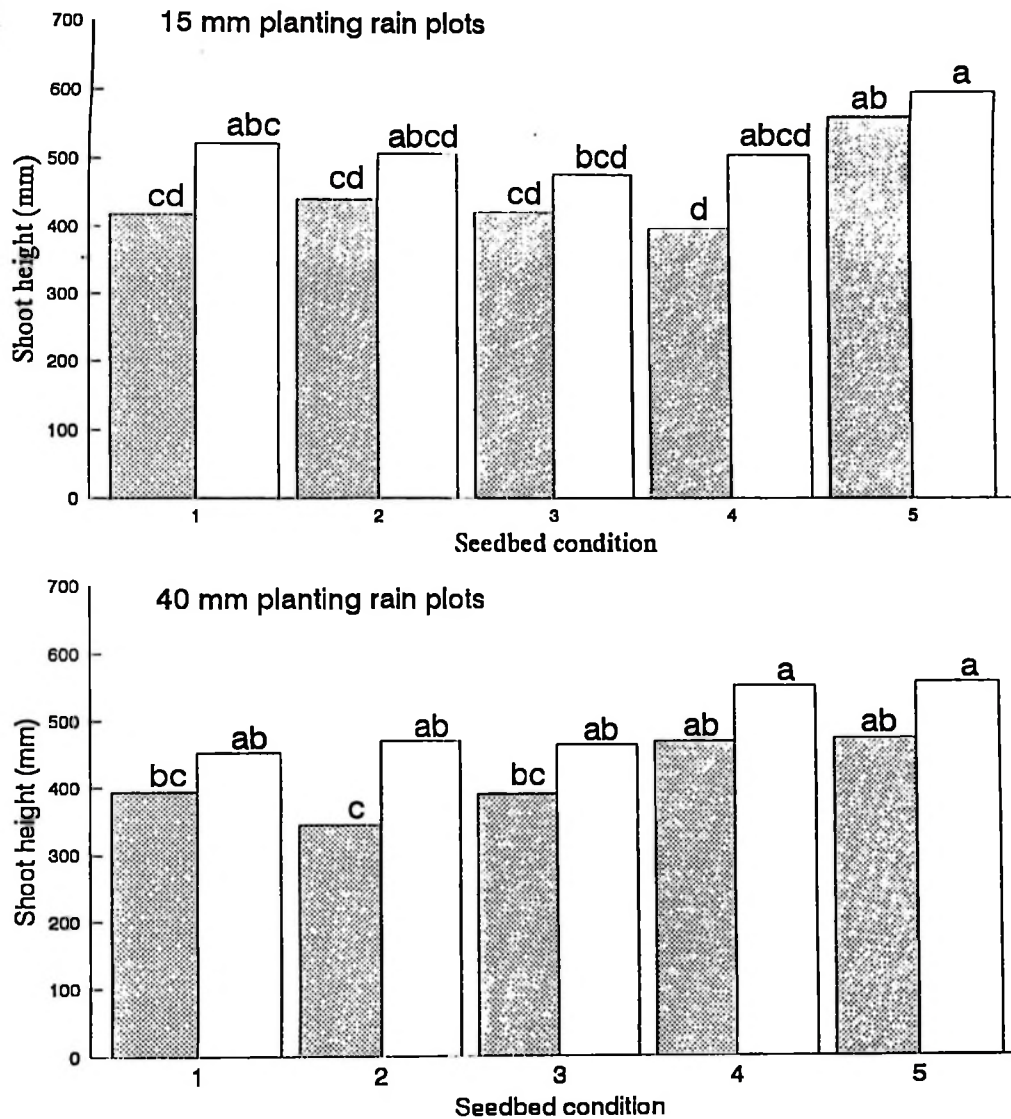 15 mm planting rain plots
Shoot height (mm)
700
600
500
400
300
200
100
0
cd
abc
cd
abcd
cd
bcd
d
abcd
ab
a
1
2
3
4
5
Seedbed condition
40 mm planting rain plots
Shoot height (mm)
700
600
500
400
300
200
100
0
bc
ab
c
ab
bc
ab
ab
a
ab
a
1
2
3
4
5
Seedbed condition